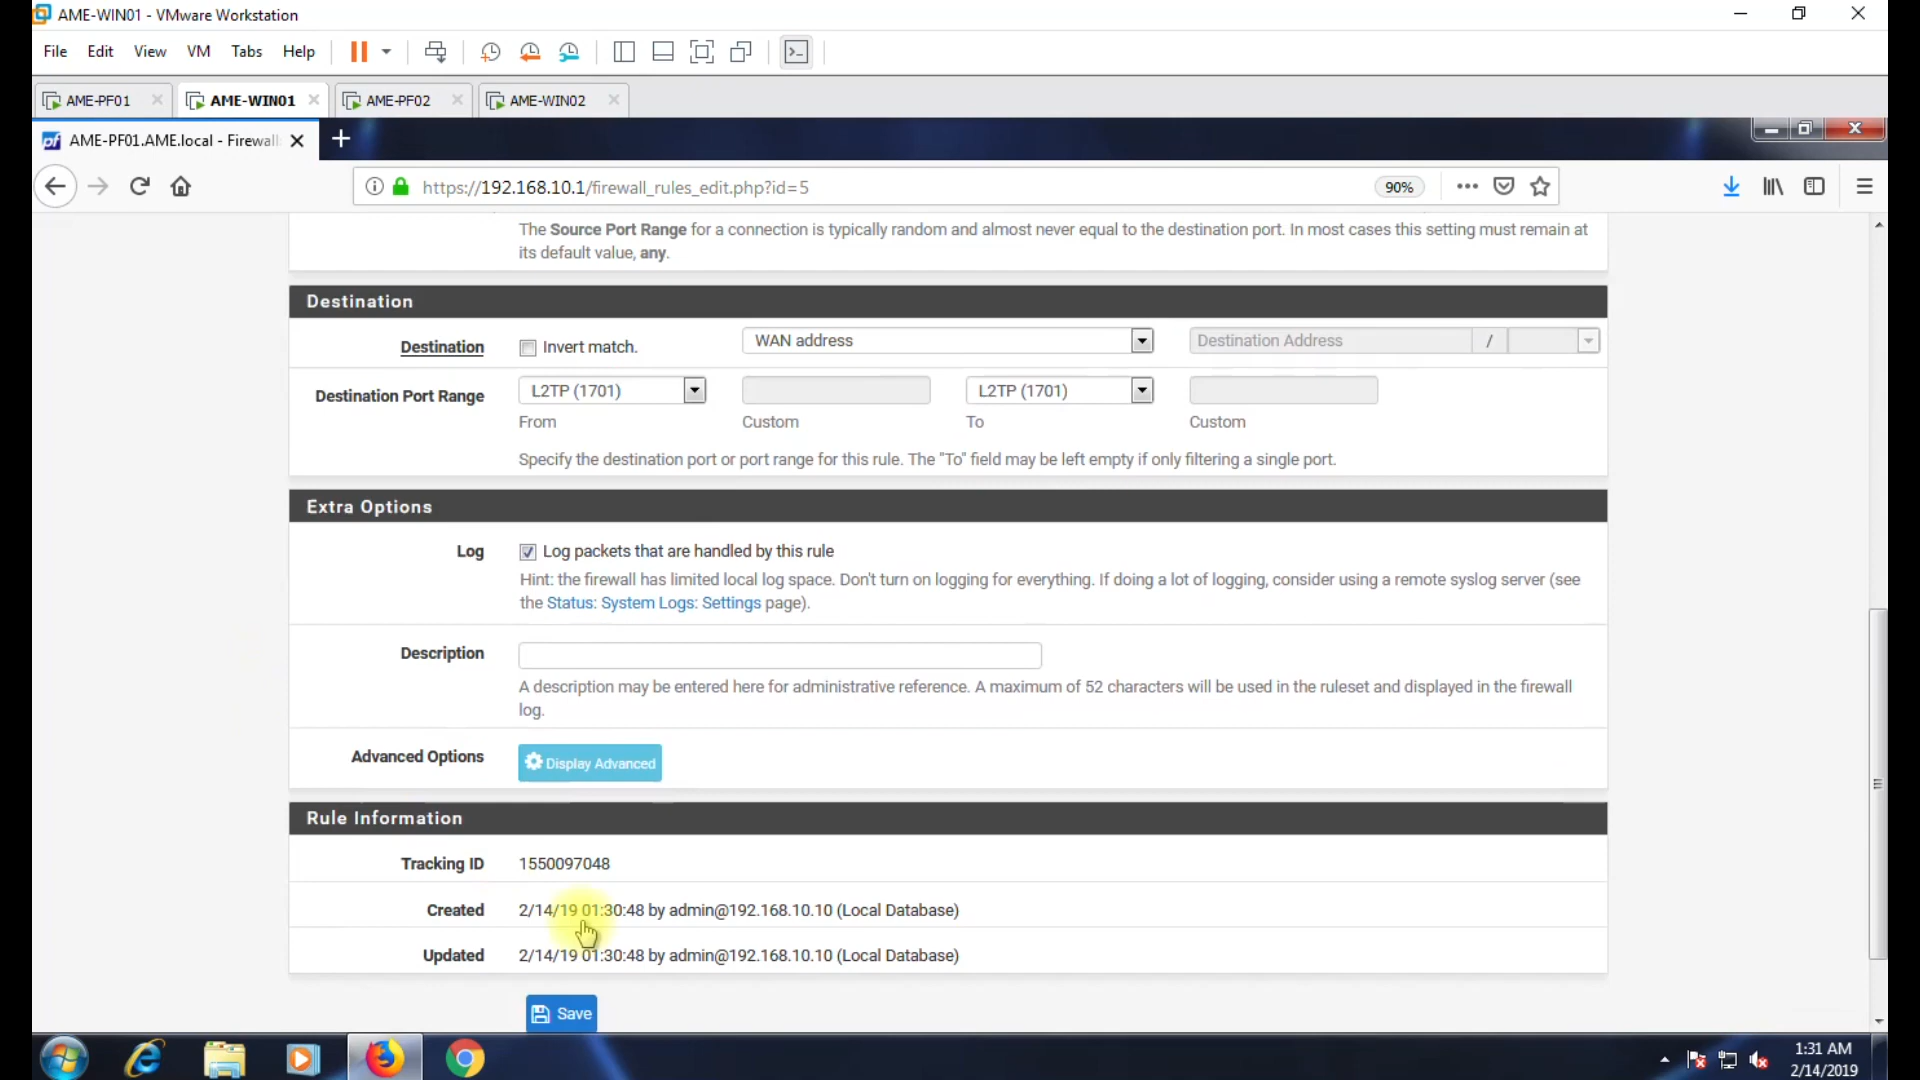 AME-WIN01 - VMware Workstation
File Edit View VM Tabs Help
AME-PF01 AME-WIN01 AME-PF02 AME-WIN02
pf AME-PF01.AME.local - Firewall:
https://192.168.10.1/firewall_rules_edit.php?id=5 90%
The Source Port Range for a connection is typically random and almost never equal to the destination port. In most cases this setting must remain at
its default value, any.
Destination
Destination Invert match. WAN address Destination Address /
Destination Port Range L2TP (1701) L2TP (1701)
From Custom To Custom
Specify the destination port or port range for this rule. The "To" field may be left empty if only filtering a single port.
Extra Options
Log Log packets that are handled by this rule
Hint: the firewall has limited local log space. Don't turn on logging for everything. If doing a lot of logging, consider using a remote syslog server (see
the Status: System Logs: Settings page).
Description
A description may be entered here for administrative reference. A maximum of 52 characters will be used in the ruleset and displayed in the firewall
log.
Advanced Options Display Advanced
Rule Information
Tracking ID 1550097048
Created 2/14/19 01:30:48 by admin@192.168.10.10 (Local Database)
Updated 2/14/19 01:30:48 by admin@192.168.10.10 (Local Database)
Save
1:31 AM
2/14/2019